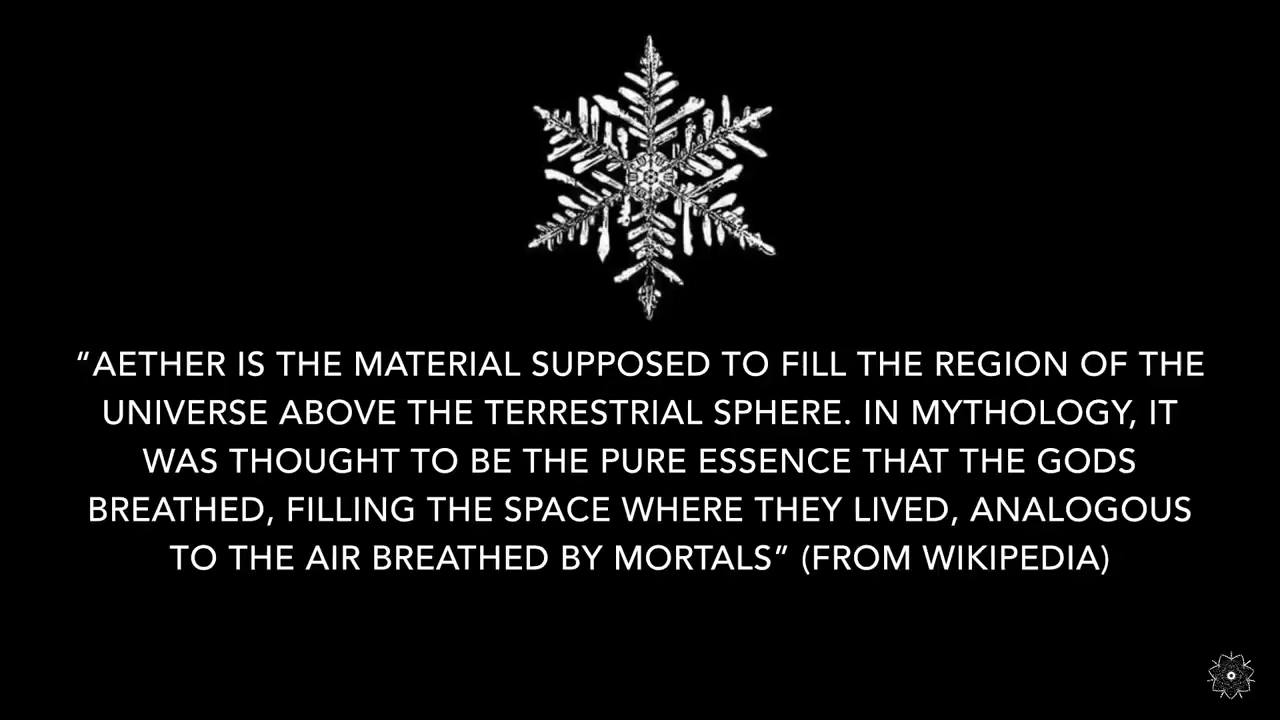 “AETHER IS THE MATERIAL SUPPOSED TO FILL THE REGION OF THE
UNIVERSE ABOVE THE TERRESTRIAL SPHERE. IN MYTHOLOGY, IT
WAS THOUGHT TO BE THE PURE ESSENCE THAT THE GODS
BREATHED, FILLING THE SPACE WHERE THEY LIVED, ANALOGOUS
TO THE AIR BREATHED BY MORTALS” (FROM WIKIPEDIA)